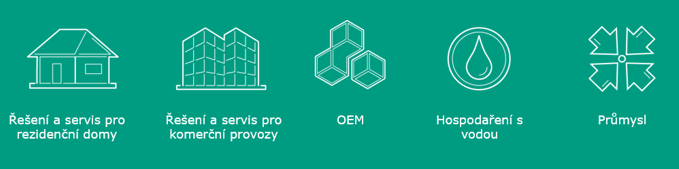 Řešení a servis pro
rezidenční domy
Řešení a servis pro
komerční provozy
OEM
Hospodaření s
vodou
Průmysl